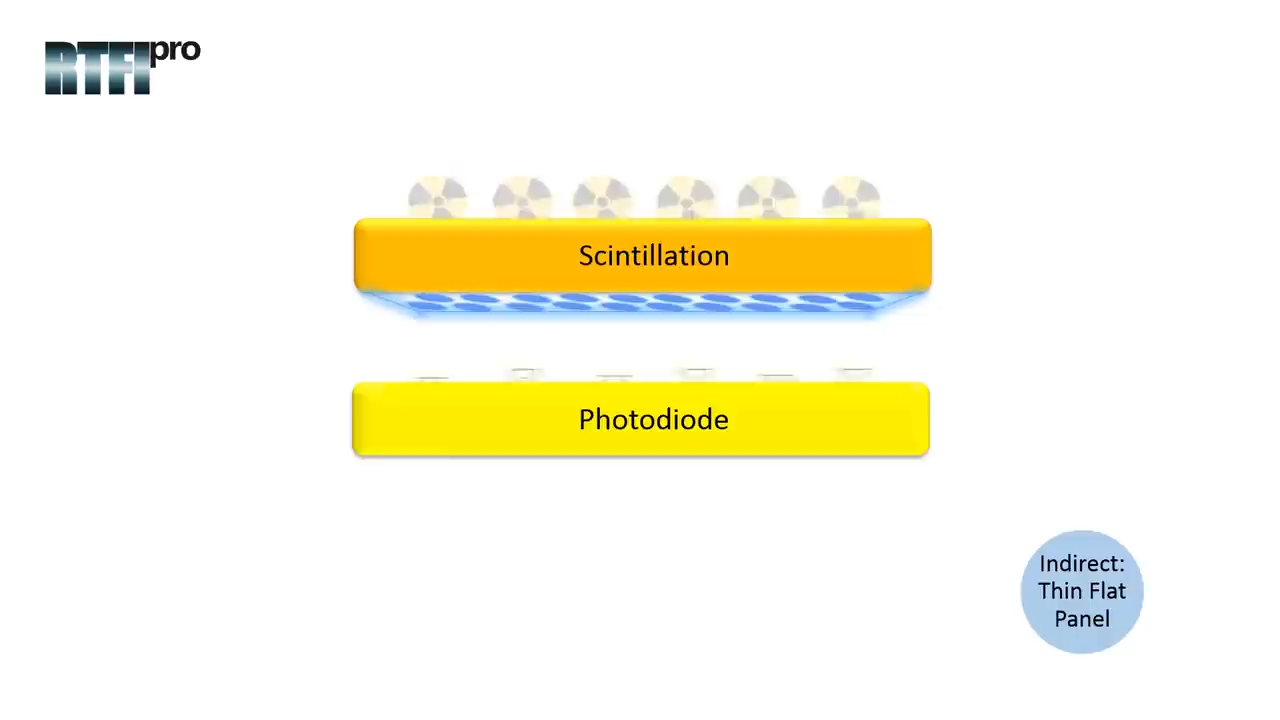 RTFIpro
Scintillation
Photodiode
Indirect:
Thin Flat
Panel